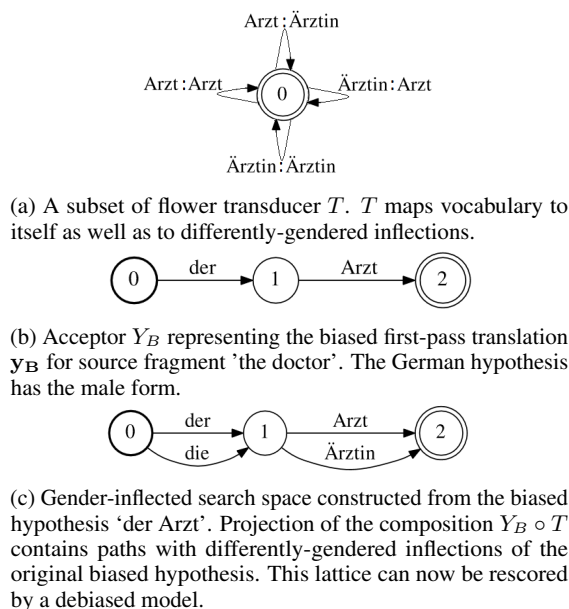 Arzt:Ärztin
Arzt:Arzt
0
Ärztin:Arzt
Ärztin:Ärztin
(a) A subset of flower transducer T. T maps vocabulary to
itself as well as to differently-gendered inflections.
0 der 1 Arzt 2
(b) Acceptor Y_B representing the biased first-pass translation
y_B for source fragment 'the doctor'. The German hypothesis
has the male form.
0 der 1 Arzt 2
die Ärztin
(c) Gender-inflected search space constructed from the biased
hypothesis ‘der Arzt’. Projection of the composition Y_B ∘ T
contains paths with differently-gendered inflections of the
original biased hypothesis. This lattice can now be rescored
by a debiased model.